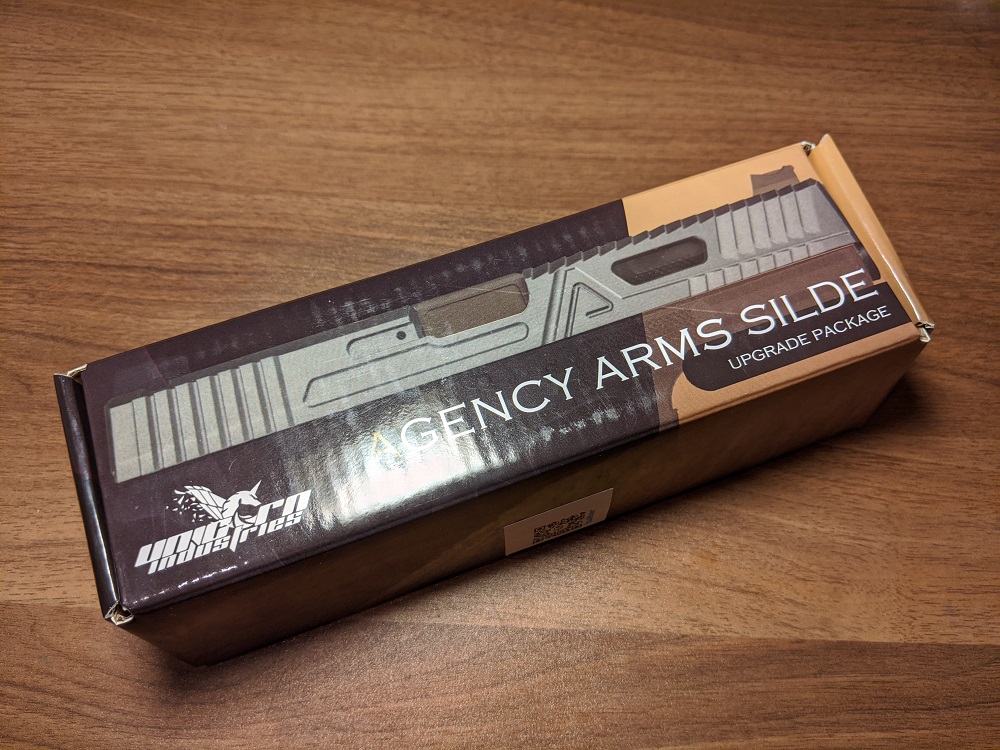 AGENCY ARMS SILDE
UPGRADE PACKAGE
unicorn
industries